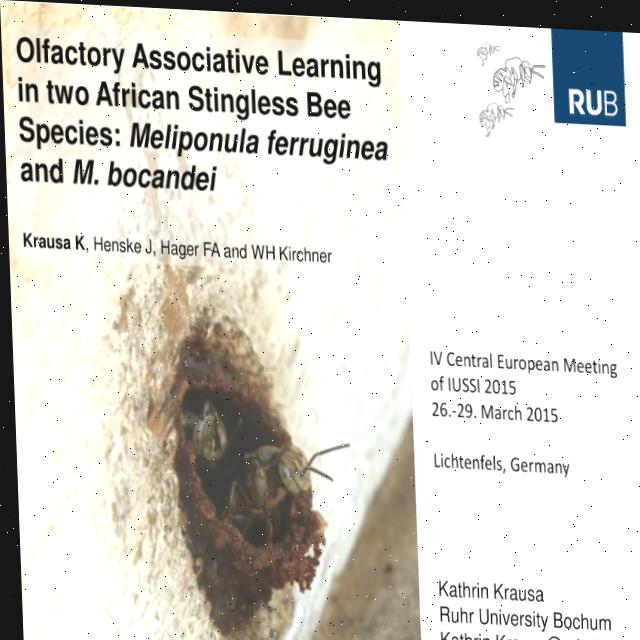 Olfactory Associative Learning
in two African Stingless Bee
Species: Meliponula ferruginea
and M. bocandei
Krausa K, Henske J, Hager FA and WH Kirchner
RUB
IV Central European Meeting
of IUSSI 2015
26.-29. March 2015
Lichtenfels, Germany
Kathrin Krausa
Ruhr University Bochum